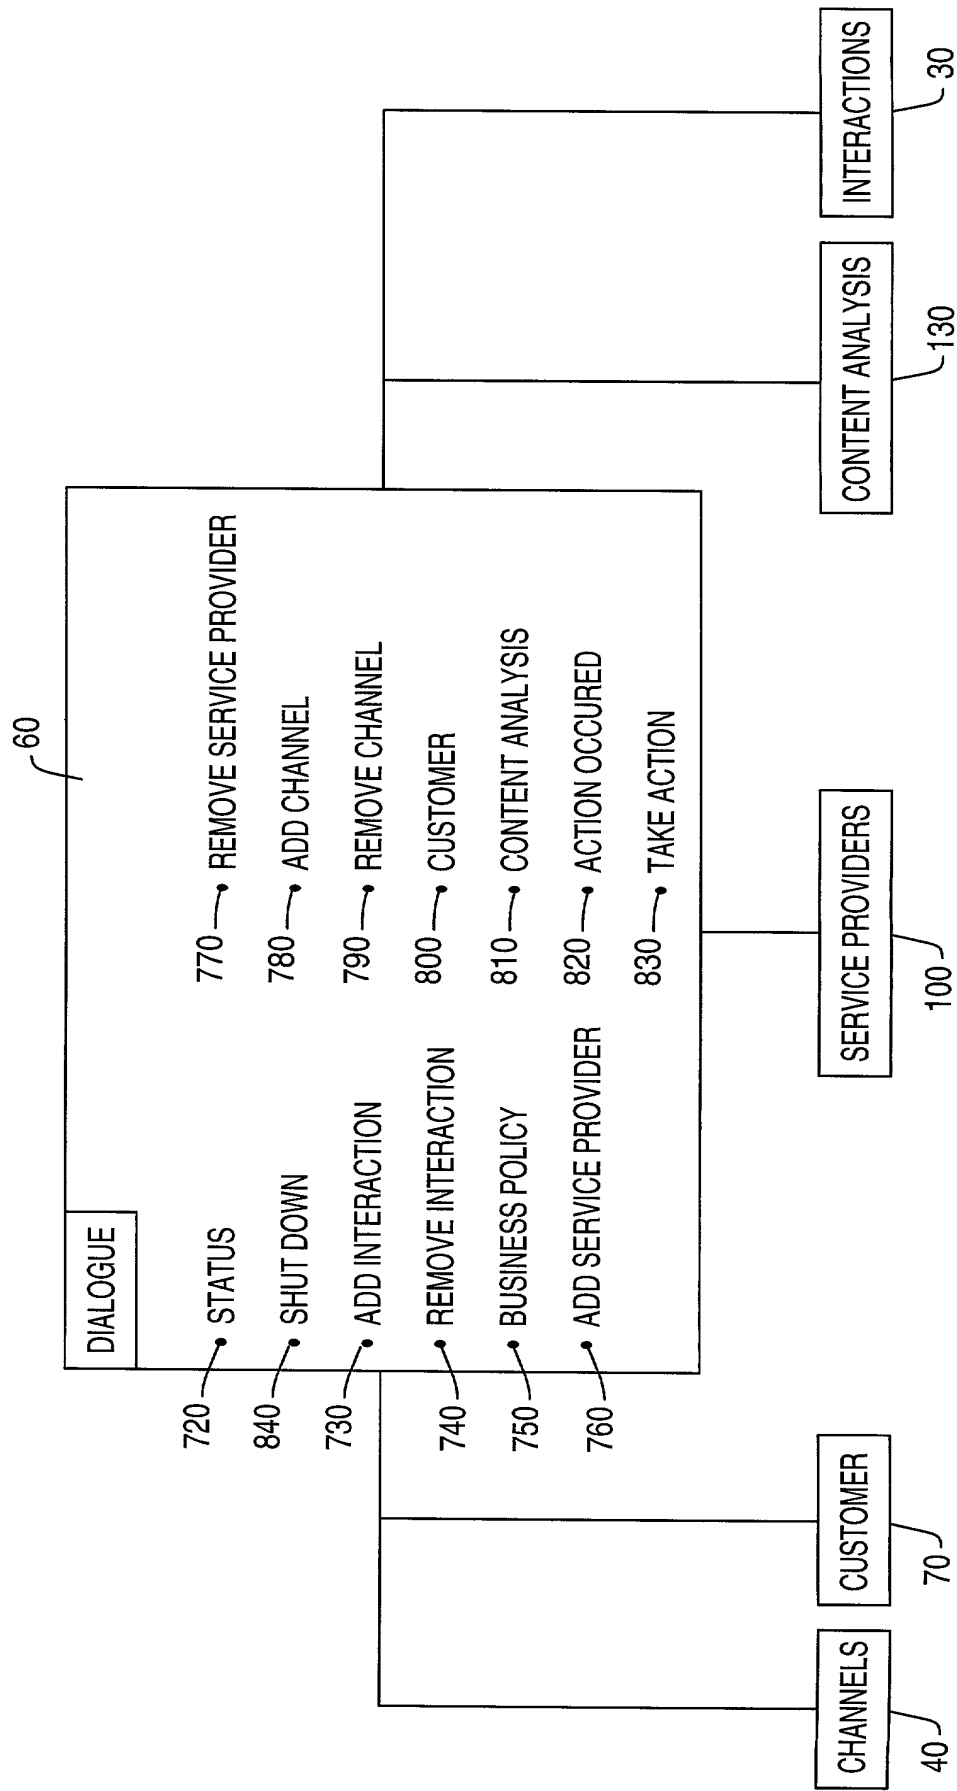 60
DIALOGUE
720 • STATUS
840 • SHUT DOWN
730 • ADD INTERACTION
740 • REMOVE INTERACTION
750 • BUSINESS POLICY
760 • ADD SERVICE PROVIDER
770 • REMOVE SERVICE PROVIDER
780 • ADD CHANNEL
790 • REMOVE CHANNEL
800 • CUSTOMER
810 • CONTENT ANALYSIS
820 • ACTION OCCURED
830 • TAKE ACTION
CHANNELS
40
CUSTOMER
70
SERVICE PROVIDERS
100
CONTENT ANALYSIS
130
INTERACTIONS
30